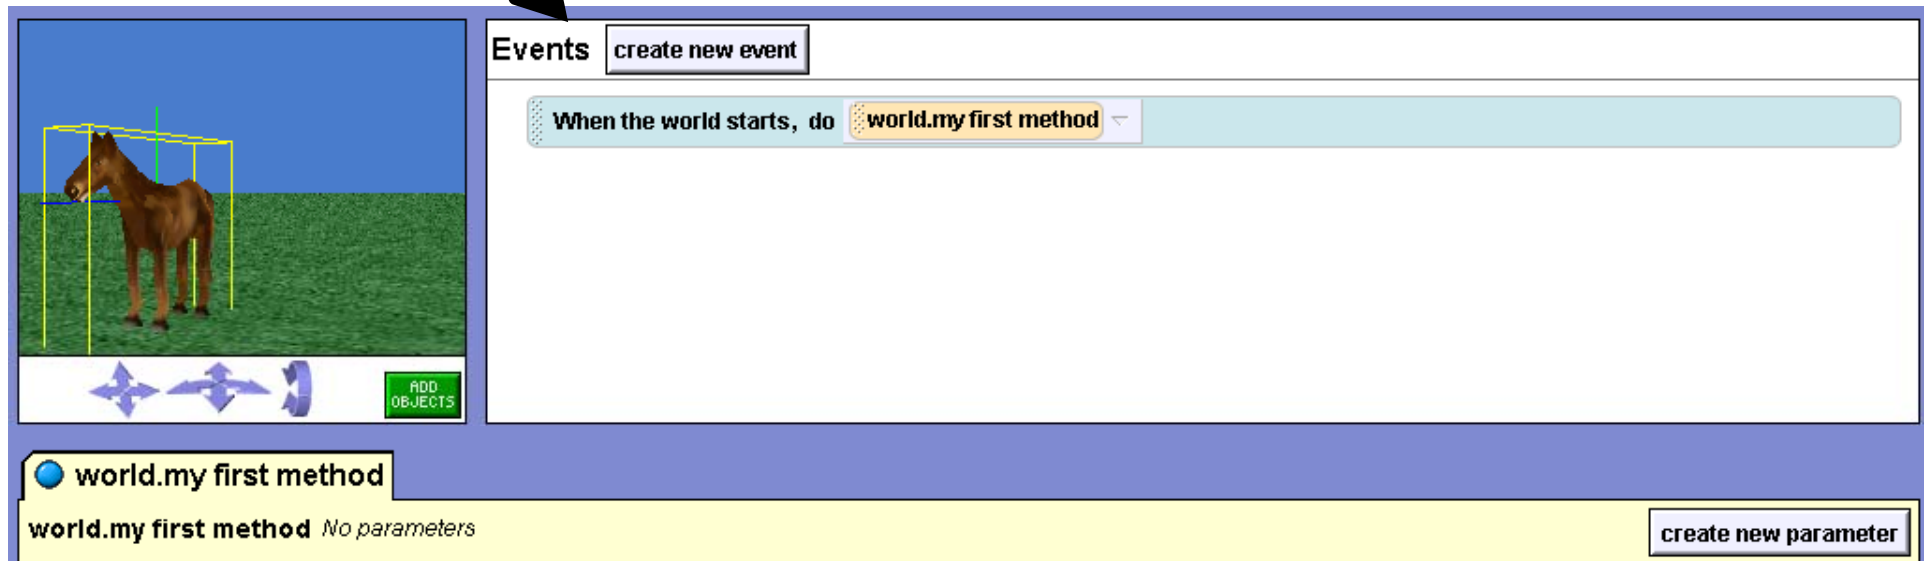 Events create new event
When the world starts, do world.my first method
ADD
OBJECTS
world.my first method
world.my first method No parameters
create new parameter